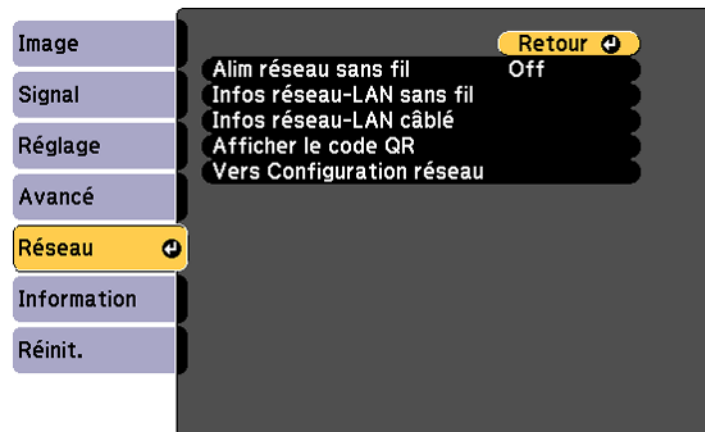 Image
Signal
Réglage
Avancé
Réseau
Information
Réinit.
Retour
Alim réseau sans fil Off
Infos réseau-LAN sans fil
Infos réseau-LAN câblé
Afficher le code QR
Vers Configuration réseau